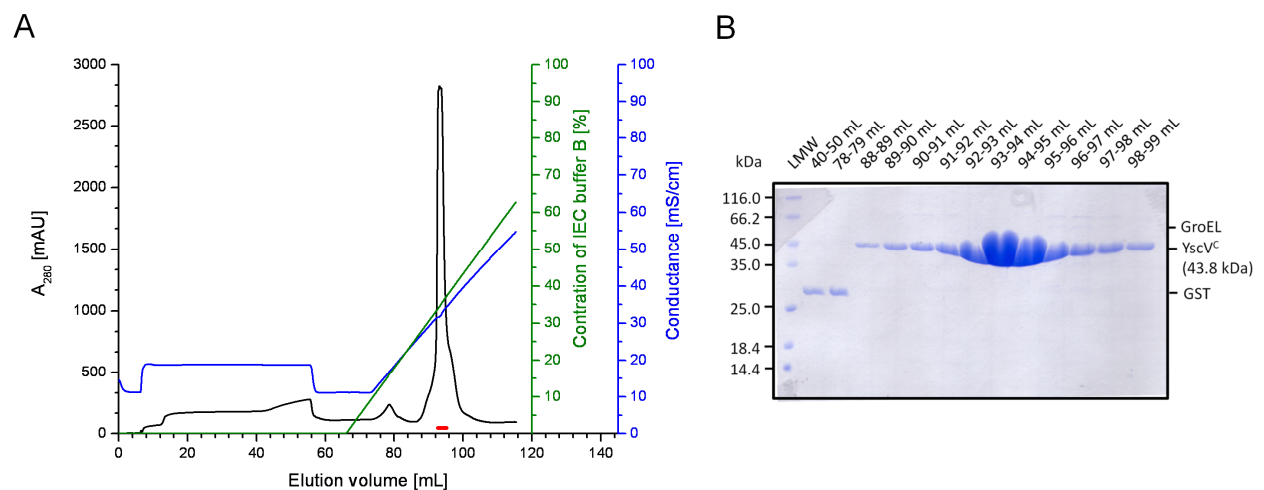 A
3000
2500
2000
1500
1000
500
0
A280 [mAU]
0 20 40 60 80 100 120 140
Elution volume [mL]
100
90
80
70
60
50
40
30
20
10
0
Contration of IEC buffer B [%]
100
90
80
70
60
50
40
30
20
10
0
Conductance [mS/cm]
B
kDa
LMW
40-50 mL
78-79 mL
88-89 mL
89-90 mL
90-91 mL
91-92 mL
92-93 mL
93-94 mL
94-95 mL
95-96 mL
96-97 mL
97-98 mL
98-99 mL
116.0
66.2
45.0
35.0
25.0
18.4
14.4
GroEL
YscVC
(43.8 kDa)
GST